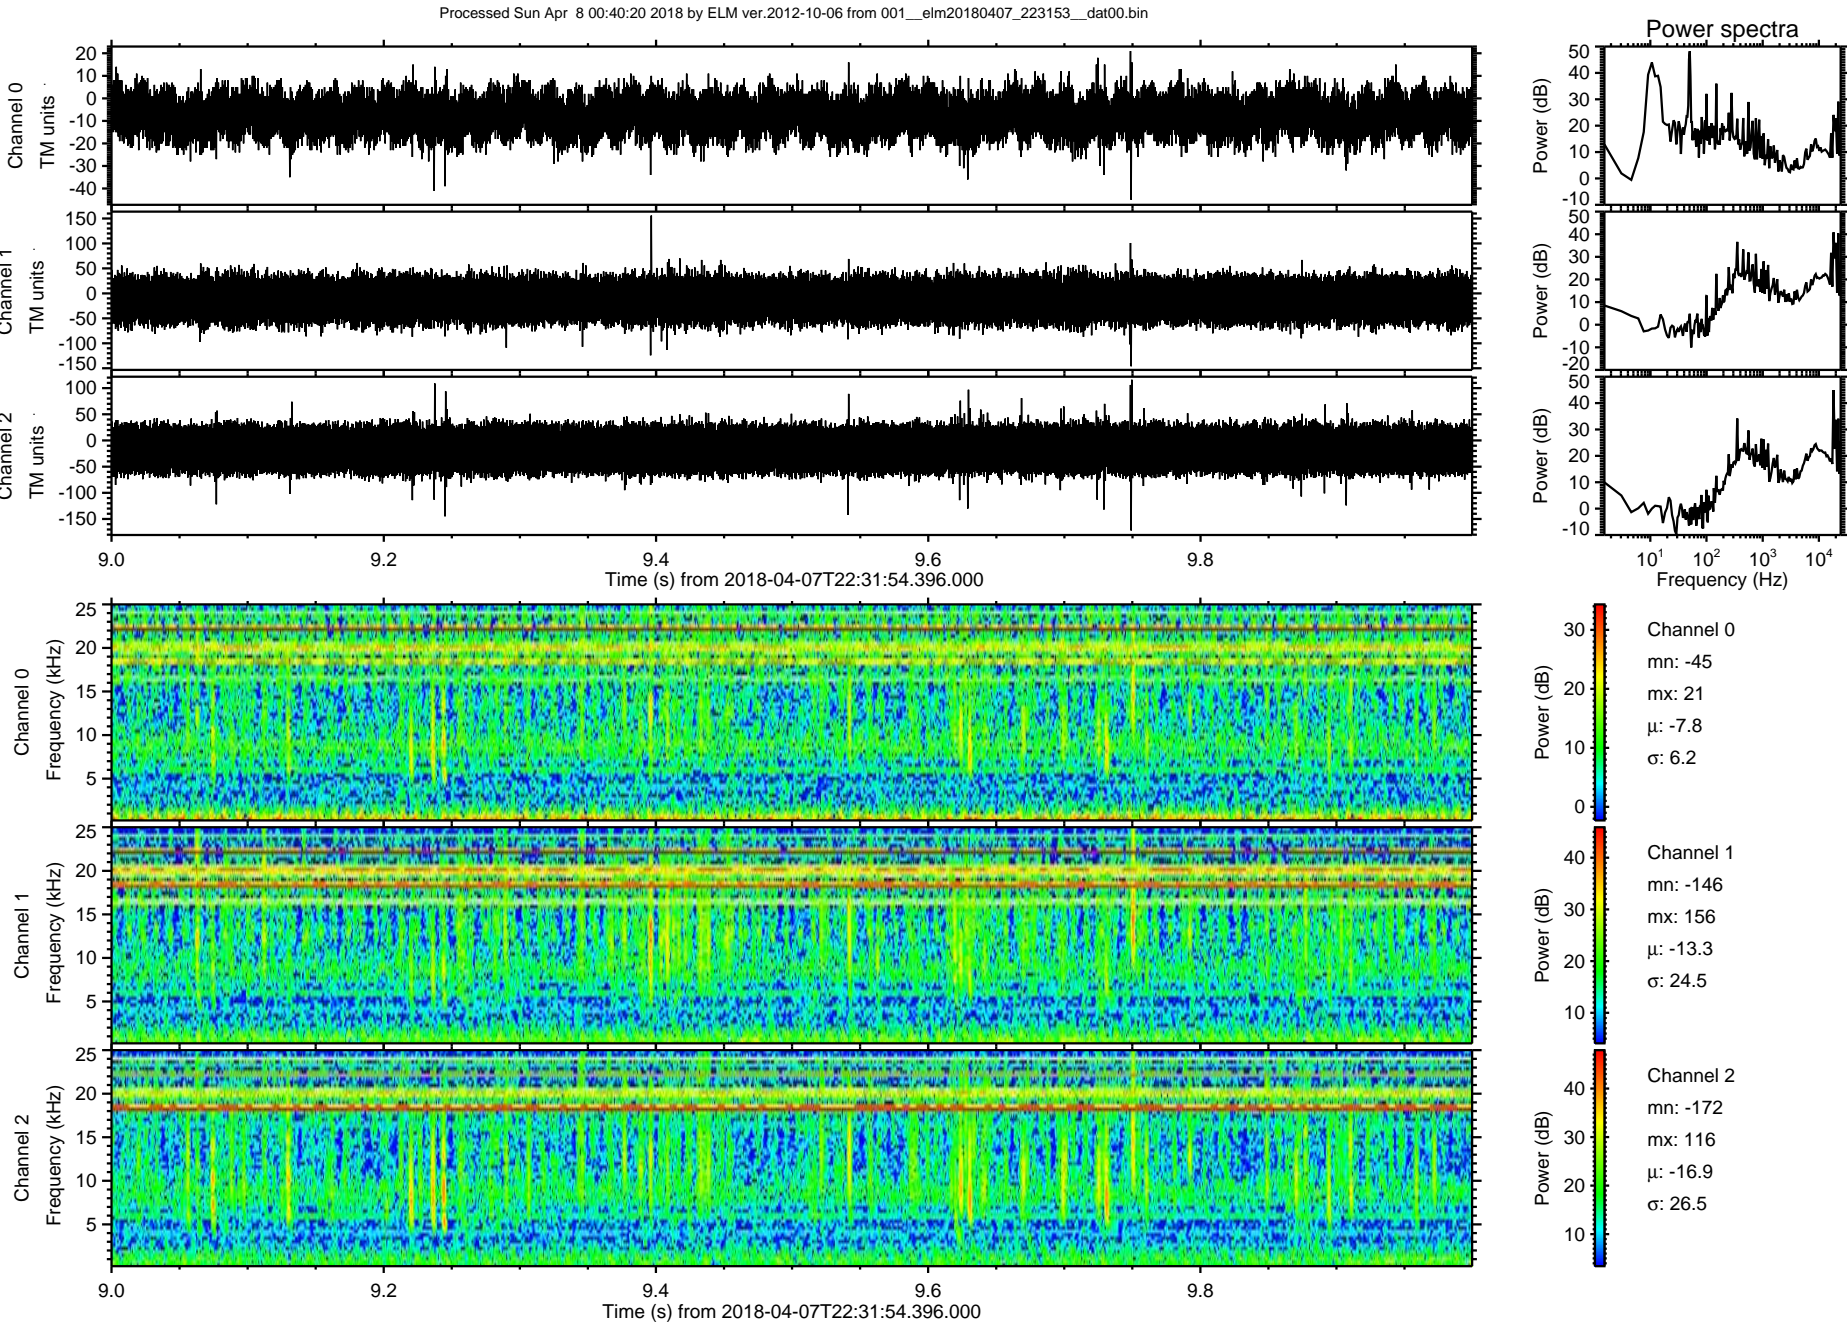 Processed Sun Apr 8 00:40:20 2018 by ELM ver.2012-10-06 from 001__elm20180407_223153__dat00.bin
Power spectra
Channel 0
TM units
20
10
0
-10
-20
-30
-40
Power (dB)
50
40
30
20
10
0
-10
Channel 1
TM units
150
100
50
0
-50
-100
-150
Power (dB)
50
40
30
20
10
0
-10
-20
Channel 2
TM units
100
50
0
-50
-100
-150
Power (dB)
50
40
30
20
10
0
-10
9.0 9.2 9.4 9.6 9.8
Time (s) from 2018-04-07T22:31:54.396.000
10^1 10^2 10^3 10^4
Frequency (Hz)
Channel 0
Frequency (kHz)
25
20
15
10
5
Power (dB)
30
20
10
0
Channel 0
mn: -45
mx: 21
μ: -7.8
σ: 6.2
Channel 1
Frequency (kHz)
25
20
15
10
5
Power (dB)
40
30
20
10
Channel 1
mn: -146
mx: 156
μ: -13.3
σ: 24.5
Channel 2
Frequency (kHz)
25
20
15
10
5
Power (dB)
40
30
20
10
Channel 2
mn: -172
mx: 116
μ: -16.9
σ: 26.5
9.0 9.2 9.4 9.6 9.8
Time (s) from 2018-04-07T22:31:54.396.000